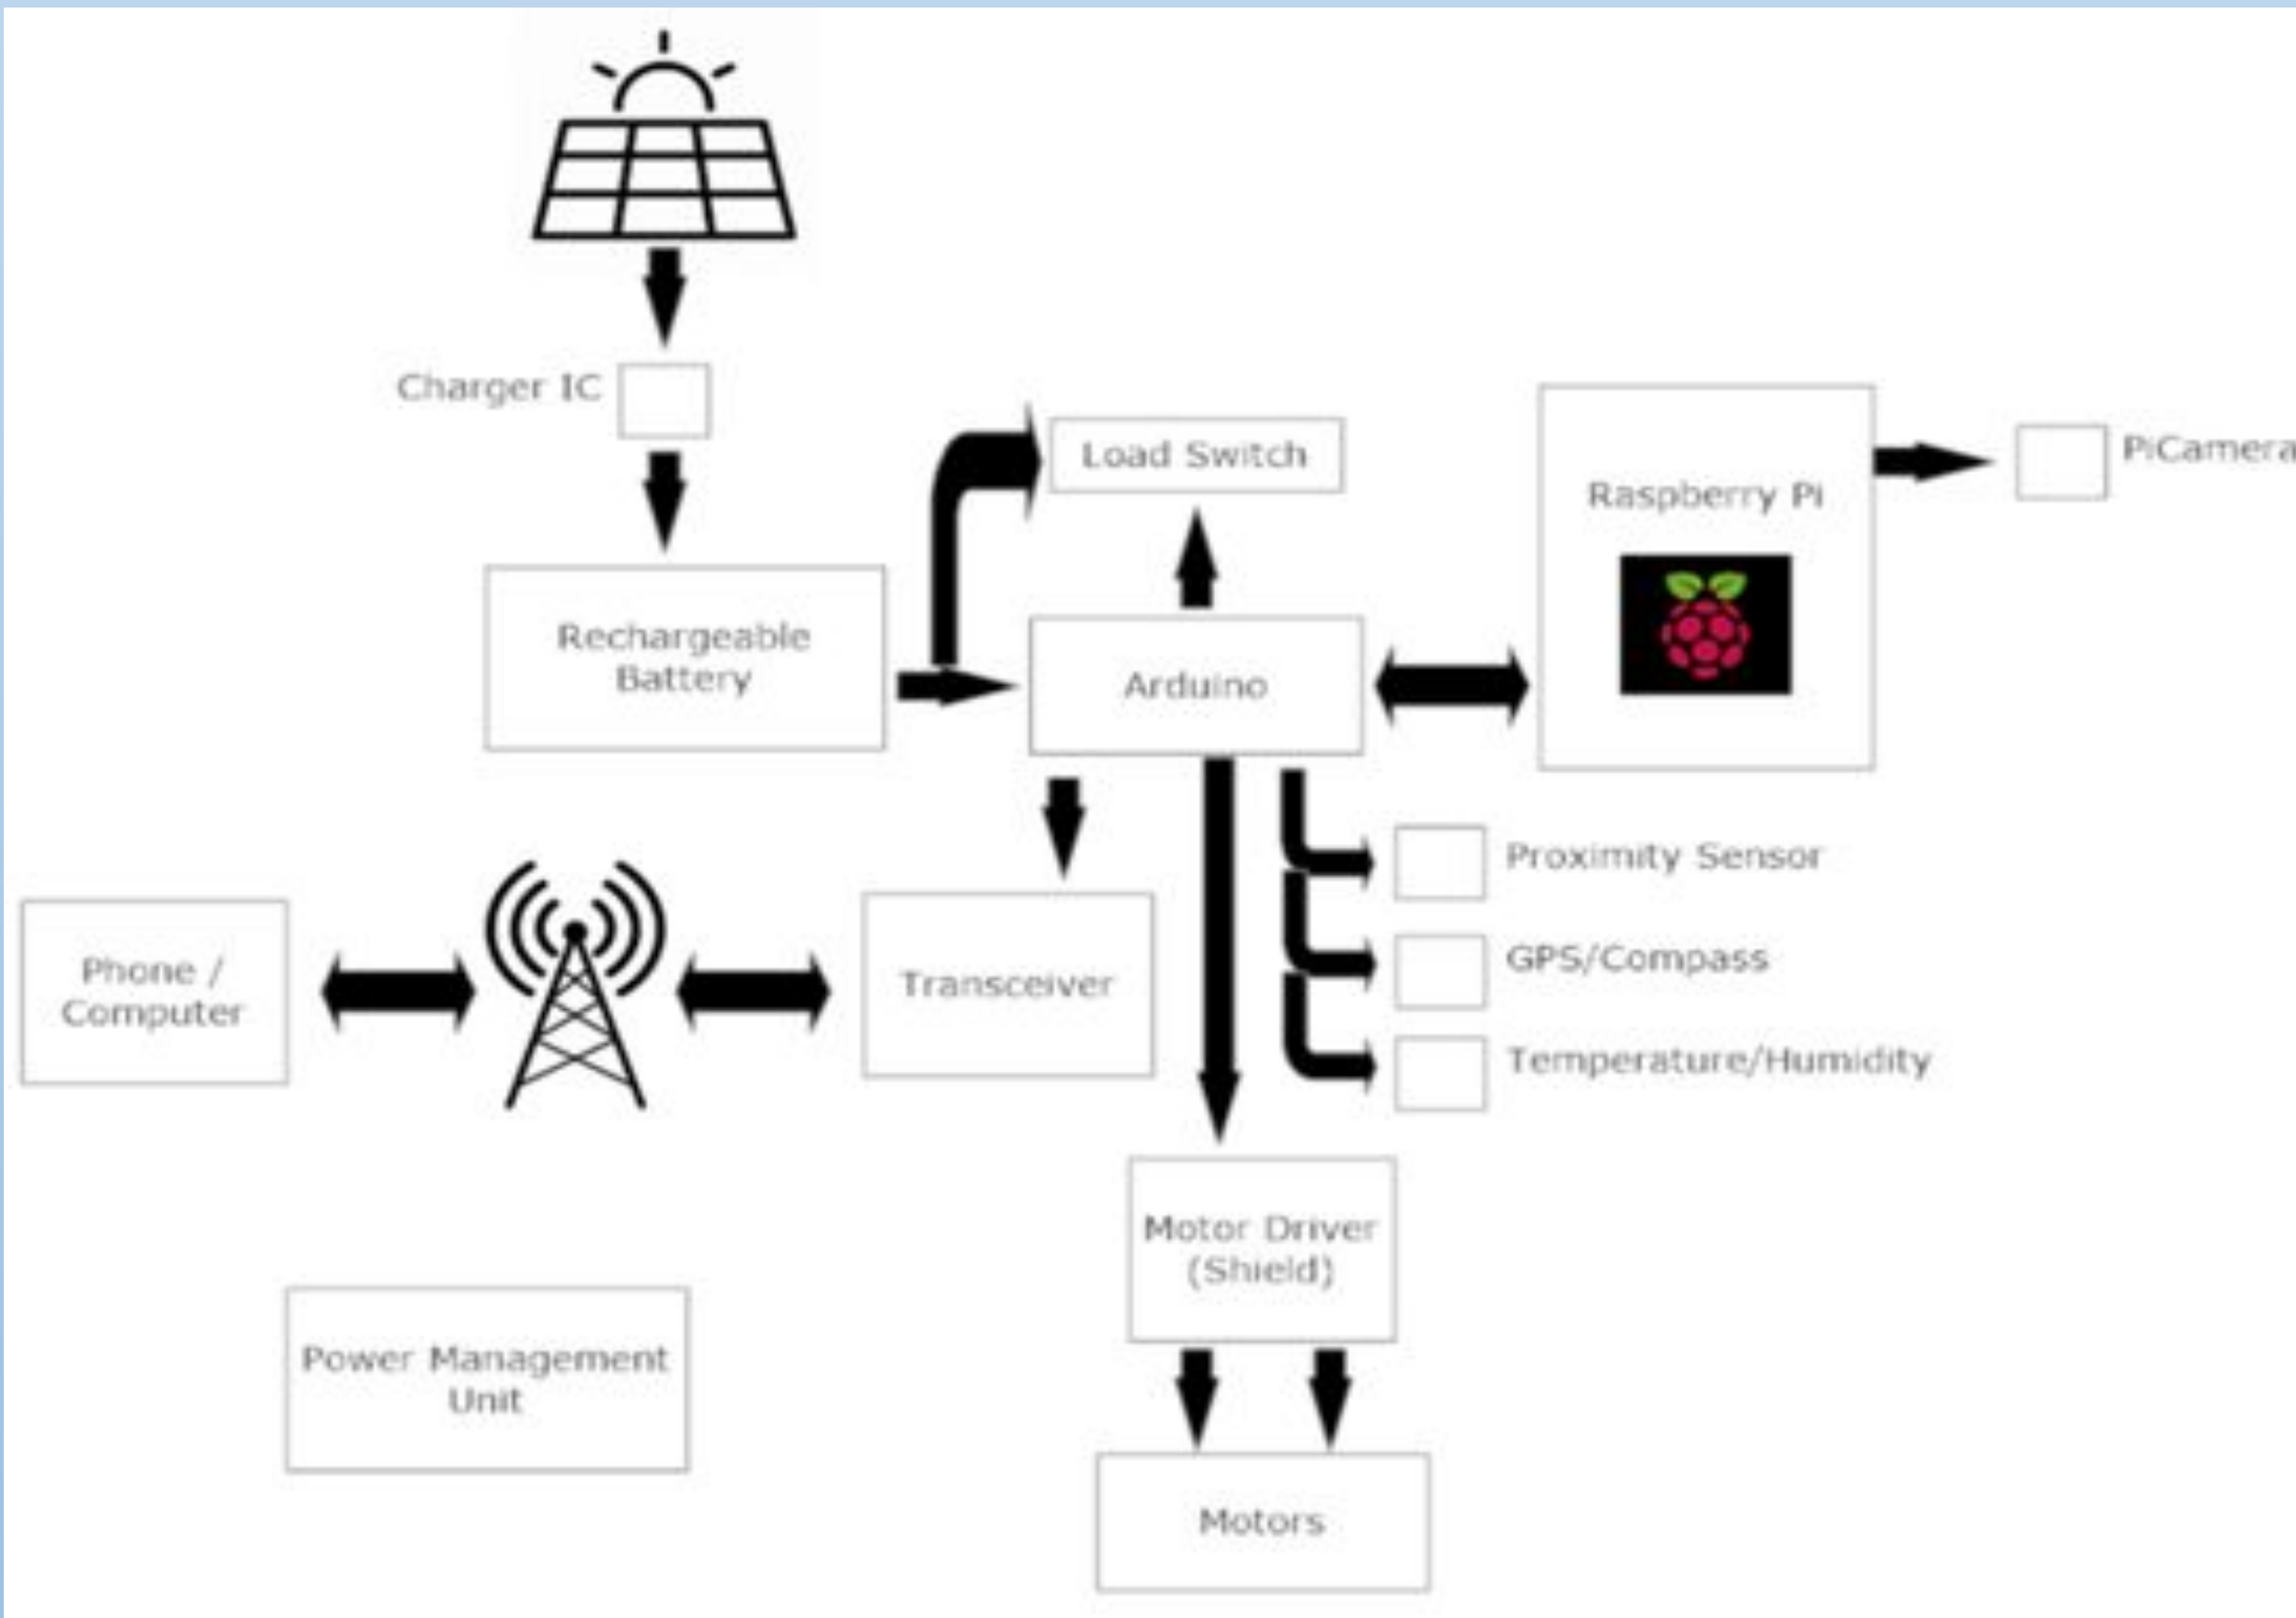 Charger IC
Load Switch
PiCamera
Raspberry Pi
Rechargeable
Battery
Arduino
Proximity Sensor
GPS/Compass
Temperature/Humidity
Phone /
Computer
Transceiver
Motor Driver
(Shield)
Power Management
Unit
Motors